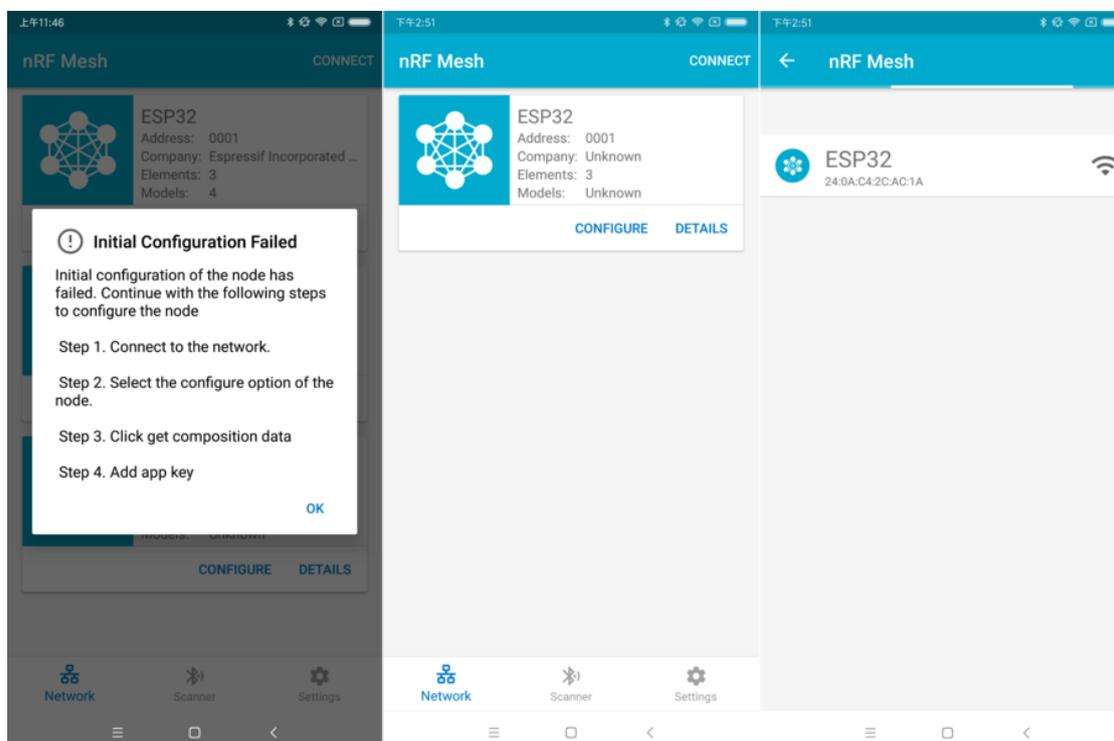 上午11:46
nRF Mesh
CONNECT
ESP32
Address: 0001
Company: Espressif Incorporated ...
Elements: 3
Models: 4
Initial Configuration Failed
Initial configuration of the node has
failed. Continue with the following steps
to configure the node
Step 1. Connect to the network.
Step 2. Select the configure option of the
node.
Step 3. Click get composition data
Step 4. Add app key
OK
Models: Unknown
CONFIGURE DETAILS
Network Scanner Settings
下午2:51
nRF Mesh
CONNECT
ESP32
Address: 0001
Company: Unknown
Elements: 3
Models: Unknown
CONFIGURE DETAILS
Network Scanner Settings
下午2:51
nRF Mesh
ESP32
24:0A:C4:2C:AC:1A